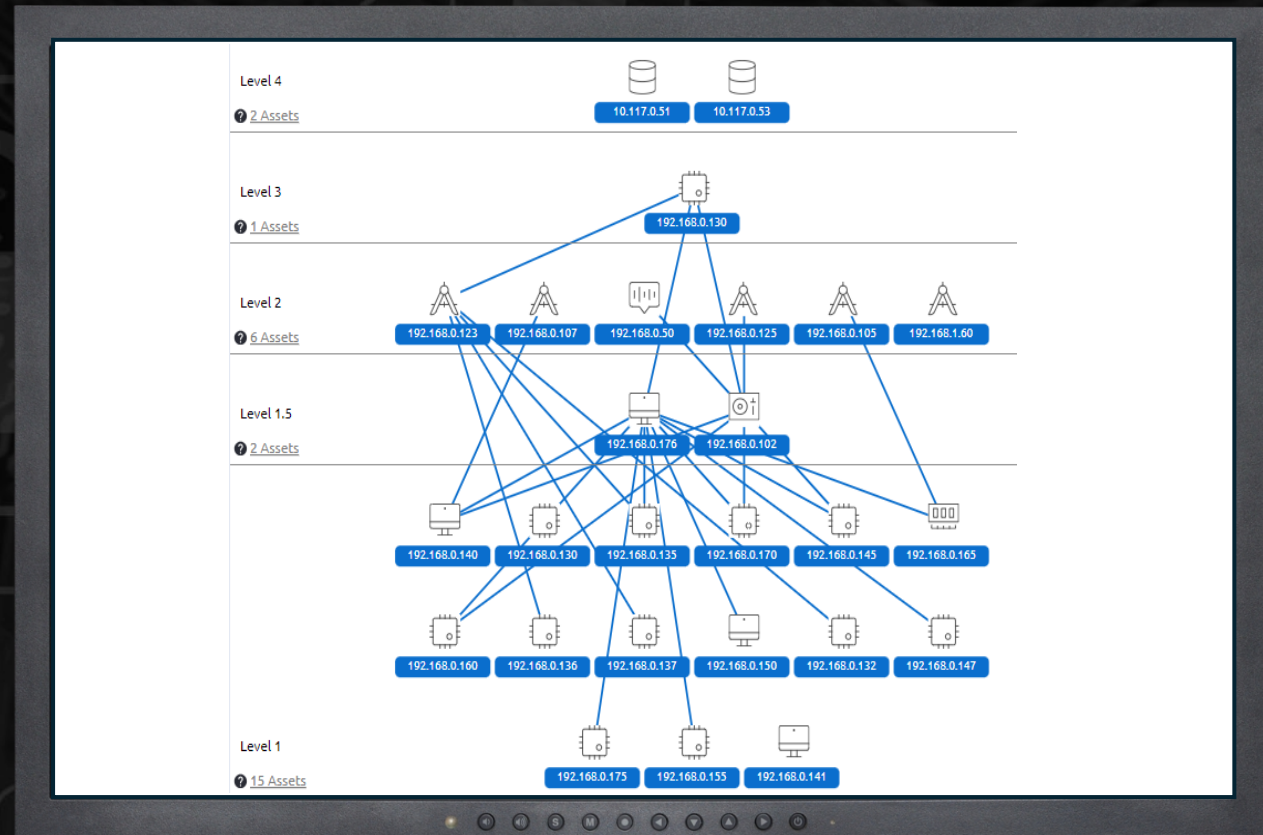 Level 4
? 2 Assets
10.117.0.51 10.117.0.53
Level 3
? 1 Assets
192.168.0.130
Level 2
? 6 Assets
192.168.0.123 192.168.0.107 192.168.0.50 192.168.0.125 192.168.0.105 192.168.1.60
Level 1.5
? 2 Assets
192.168.0.176 192.168.0.102
192.168.0.140 192.168.0.130 192.168.0.135 192.168.0.170 192.168.0.145 192.168.0.165
192.168.0.160 192.168.0.136 192.168.0.137 192.168.0.150 192.168.0.132 192.168.0.147
Level 1
? 15 Assets
192.168.0.175 192.168.0.155 192.168.0.141
S M